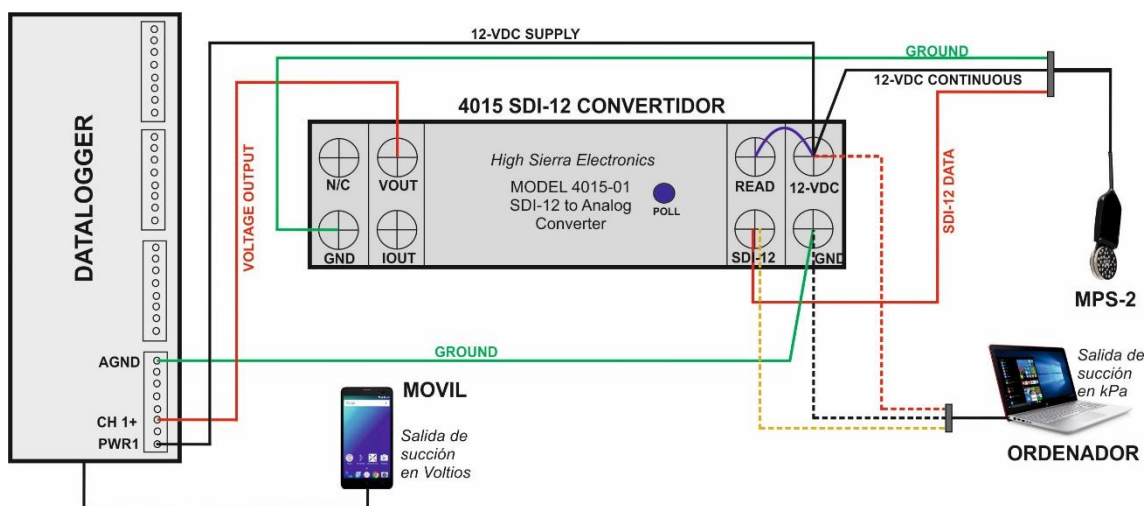 12-VDC SUPPLY
GROUND
12-VDC CONTINUOUS
4015 SDI-12 CONVERTIDOR
DATALOGGER
VOLTAGE OUTPUT
N/C
VOUT
High Sierra Electronics
MODEL 4015-01
SDI-12 to Analog
Converter
POLL
READ
12-VDC
GND
IOUT
SDI-12
GND
SDI-12 DATA
MPS-2
AGND
GROUND
CH 1+
PWR1
MOVIL
Salida de
succión
en Voltios
Salida de
succión
en kPa
ORDENADOR